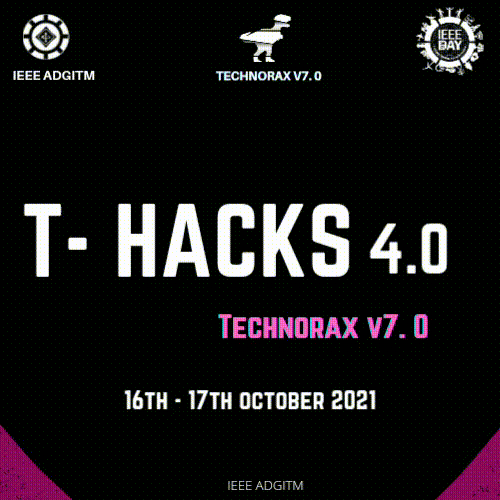 IEEE DAY
IEEE ADGITM
TECHNORAX V7. 0
T- HACKS 4.0
TECHNORAX V7. 0
16TH - 17TH OCTOBER 2021
IEEE ADGITM